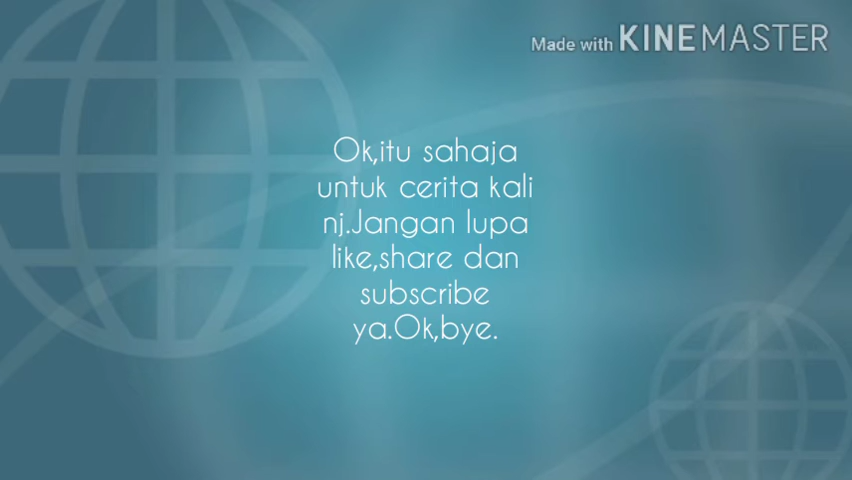 Made with KINEMASTER
Ok,itu sahaja
untuk cerita kali
nj.Jangan lupa
like,share dan
subscribe
ya.Ok,bye.